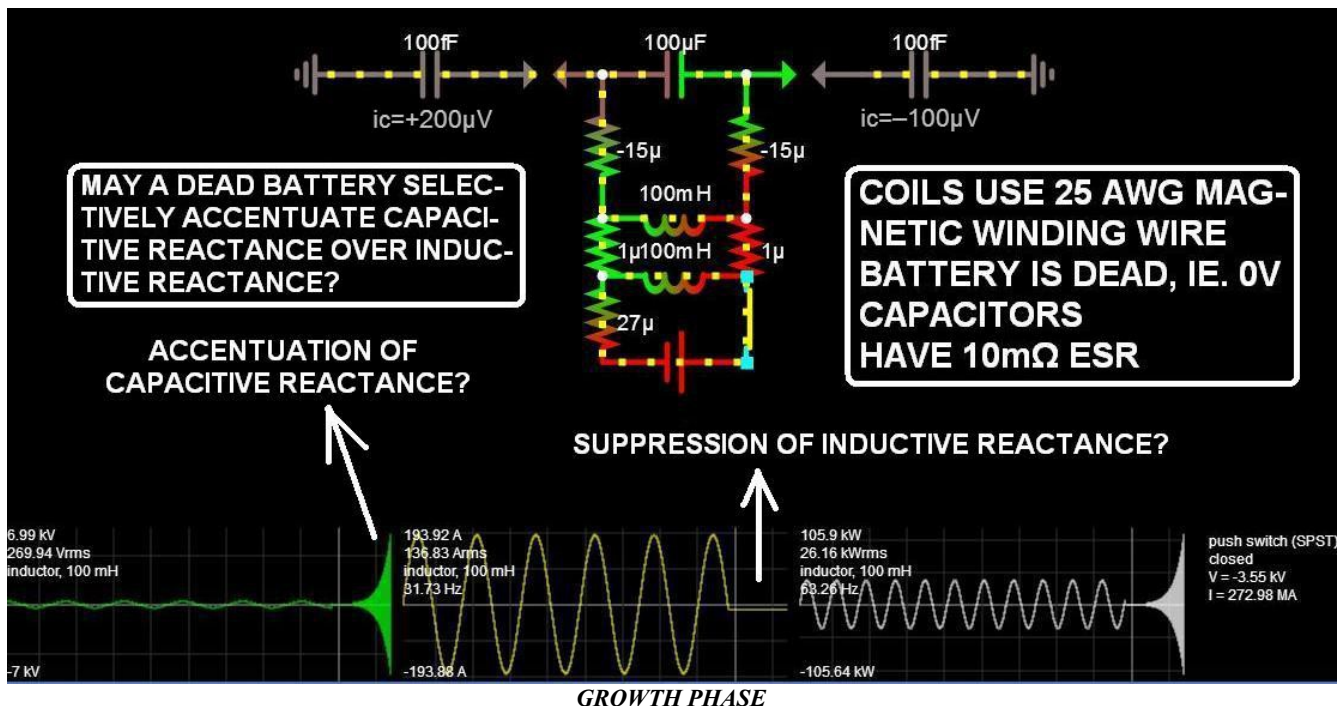 100fF
100µF
100fF
ic=+200µV
ic=–100µV
-15µ
-15µ
100mH
1µ
100mH
1µ
27µ
MAY A DEAD BATTERY SELEC-
TIVELY ACCENTUATE CAPACI-
TIVE REACTANCE OVER INDUC-
TIVE REACTANCE?
COILS USE 25 AWG MAG-
NETIC WINDING WIRE
BATTERY IS DEAD, IE. 0V
CAPACITORS
HAVE 10mΩ ESR
ACCENTUATION OF
CAPACITIVE REACTANCE?
SUPPRESSION OF INDUCTIVE REACTANCE?
6.99 kV
269.94 Vrms
inductor, 100 mH
-7 kV
193.92 A
136.83 Arms
inductor, 100 mH
31.73 Hz
-193.88 A
105.9 kW
26.16 kWrms
inductor, 100 mH
63.26 Hz
-105.64 kW
push switch (SPST)
closed
V = -3.55 kV
I = 272.98 MA
GROWTH PHASE